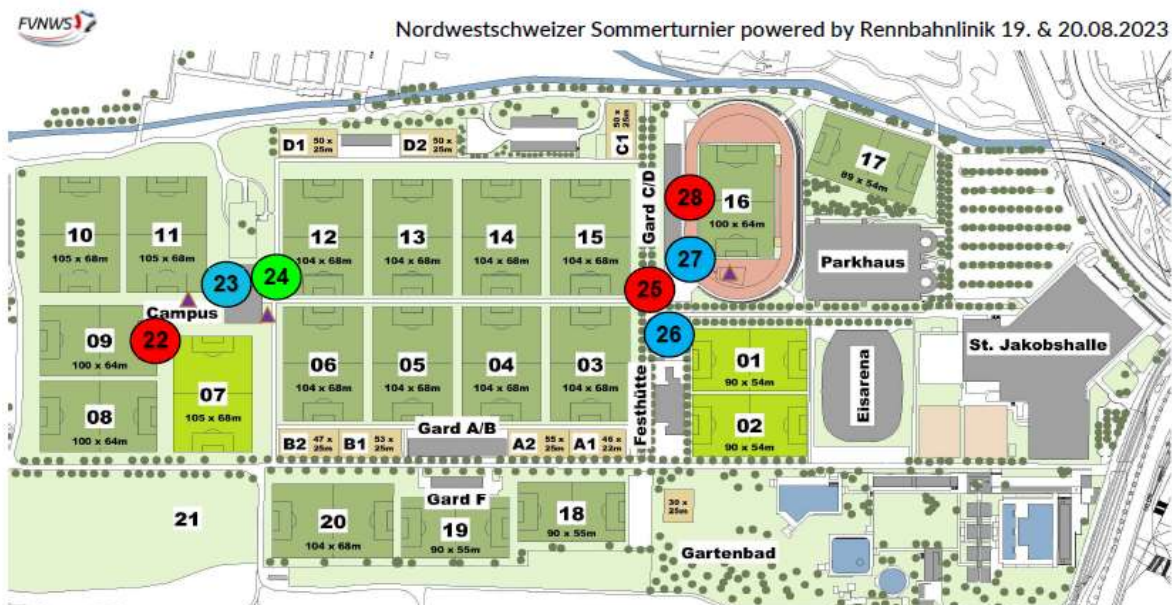 FVNWS
Nordwestschweizer Sommerturnier powered by Rennbahnlinik 19. & 20.08.2023
D1 50 x 25m
D2 50 x 25m
C1 50 x 25m
Gard C/D
17
89 x 54m
10
105 x 68m
11
105 x 68m
12
104 x 68m
13
104 x 68m
14
104 x 68m
15
104 x 68m
28
16
100 x 64m
27
Parkhaus
23
24
25
Campus
22
26
09
100 x 64m
08
100 x 64m
07
105 x 68m
06
104 x 68m
05
104 x 68m
04
104 x 68m
03
104 x 68m
01
90 x 54m
02
90 x 54m
Festhütte
Eisarena
St. Jakobshalle
Gard A/B
B2 47 x 25m
B1 53 x 25m
A2 55 x 25m
A1 46 x 22m
Gard F
21
20
104 x 68m
19
90 x 55m
18
90 x 55m
30 x 25m
Gartenbad